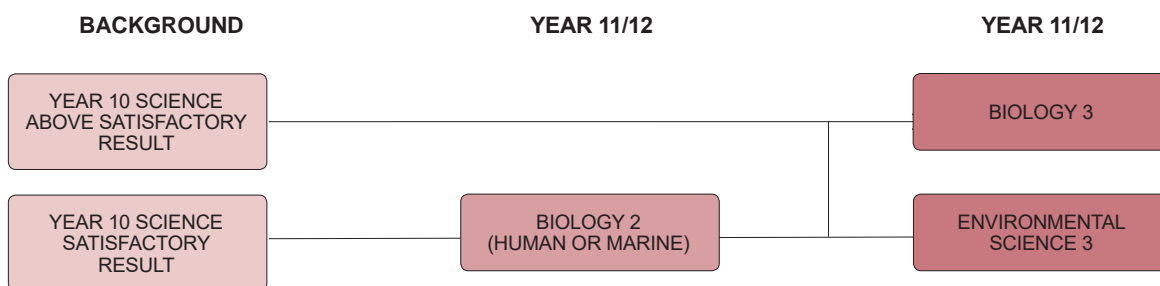 BACKGROUND
YEAR 11/12
YEAR 11/12
YEAR 10 SCIENCE
ABOVE SATISFACTORY
RESULT
BIOLOGY 3
YEAR 10 SCIENCE
SATISFACTORY
RESULT
BIOLOGY 2
(HUMAN OR MARINE)
ENVIRONMENTAL
SCIENCE 3